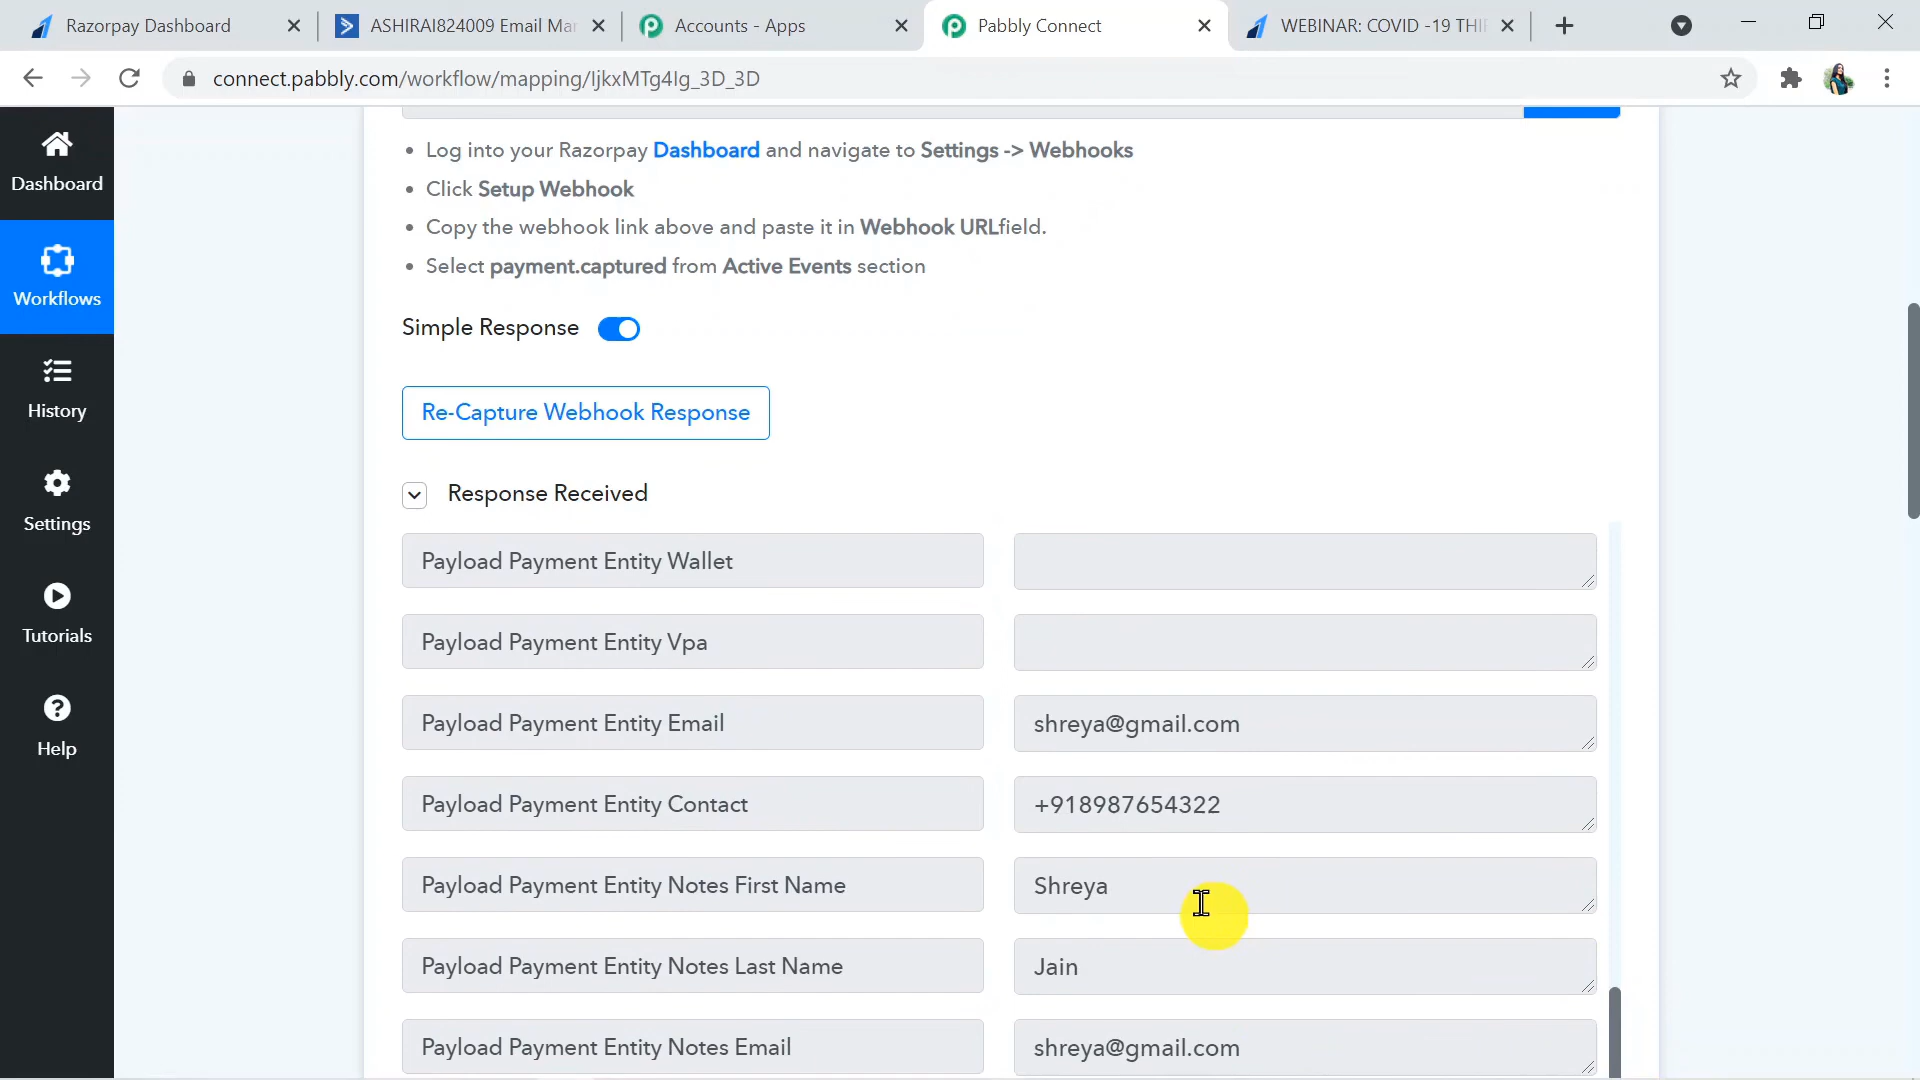 Razorpay Dashboard
ASHIRAI824009 Email Ma
Accounts - Apps
Pabbly Connect
WEBINAR: COVID -19 THI
connect.pabbly.com/workflow/mapping/IjkxMTg4Ig_3D_3D
Dashboard
Workflows
History
Settings
Tutorials
Help
• Log into your Razorpay Dashboard and navigate to Settings -> Webhooks
• Click Setup Webhook
• Copy the webhook link above and paste it in Webhook URLfield.
• Select payment.captured from Active Events section
Simple Response
Re-Capture Webhook Response
Response Received
Payload Payment Entity Wallet
Payload Payment Entity Vpa
Payload Payment Entity Email shreya@gmail.com
Payload Payment Entity Contact +918987654322
Payload Payment Entity Notes First Name Shreya
Payload Payment Entity Notes Last Name Jain
Payload Payment Entity Notes Email shreya@gmail.com